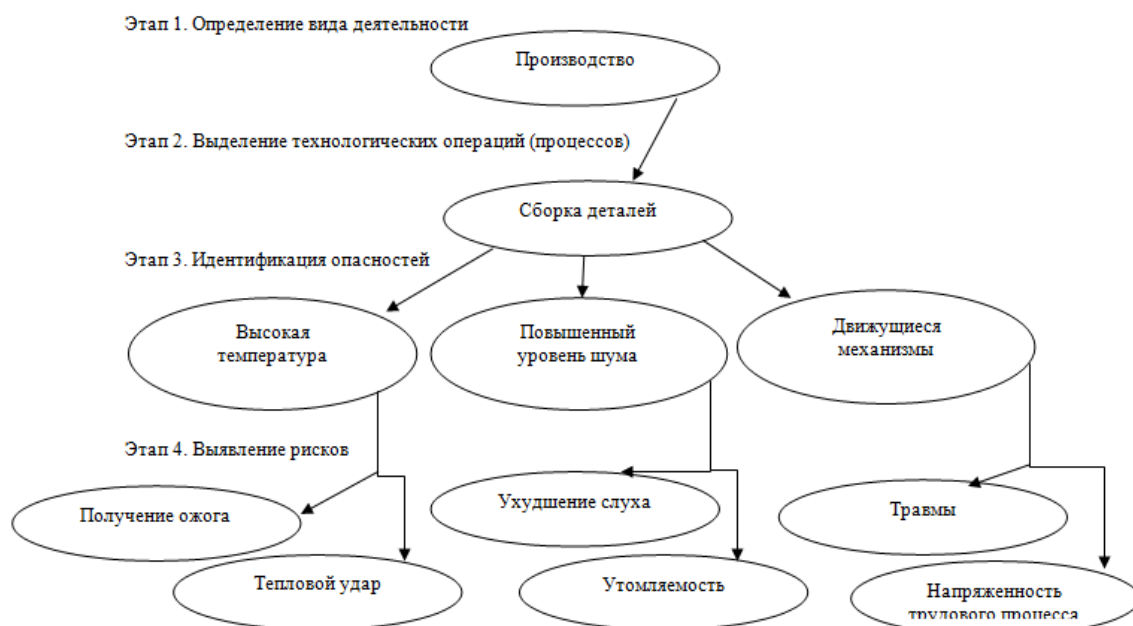 Этап 1. Определение вида деятельности
Производство
Этап 2. Выделение технологических операций (процессов)
Сборка деталей
Этап 3. Идентификация опасностей
Высокая
температура
Повышенный
уровень шума
Движущиеся
механизмы
Этап 4. Выявление рисков
Получение ожога
Ухудшение слуха
Травмы
Тепловой удар
Утомляемость
Напряженность
трудового процесса